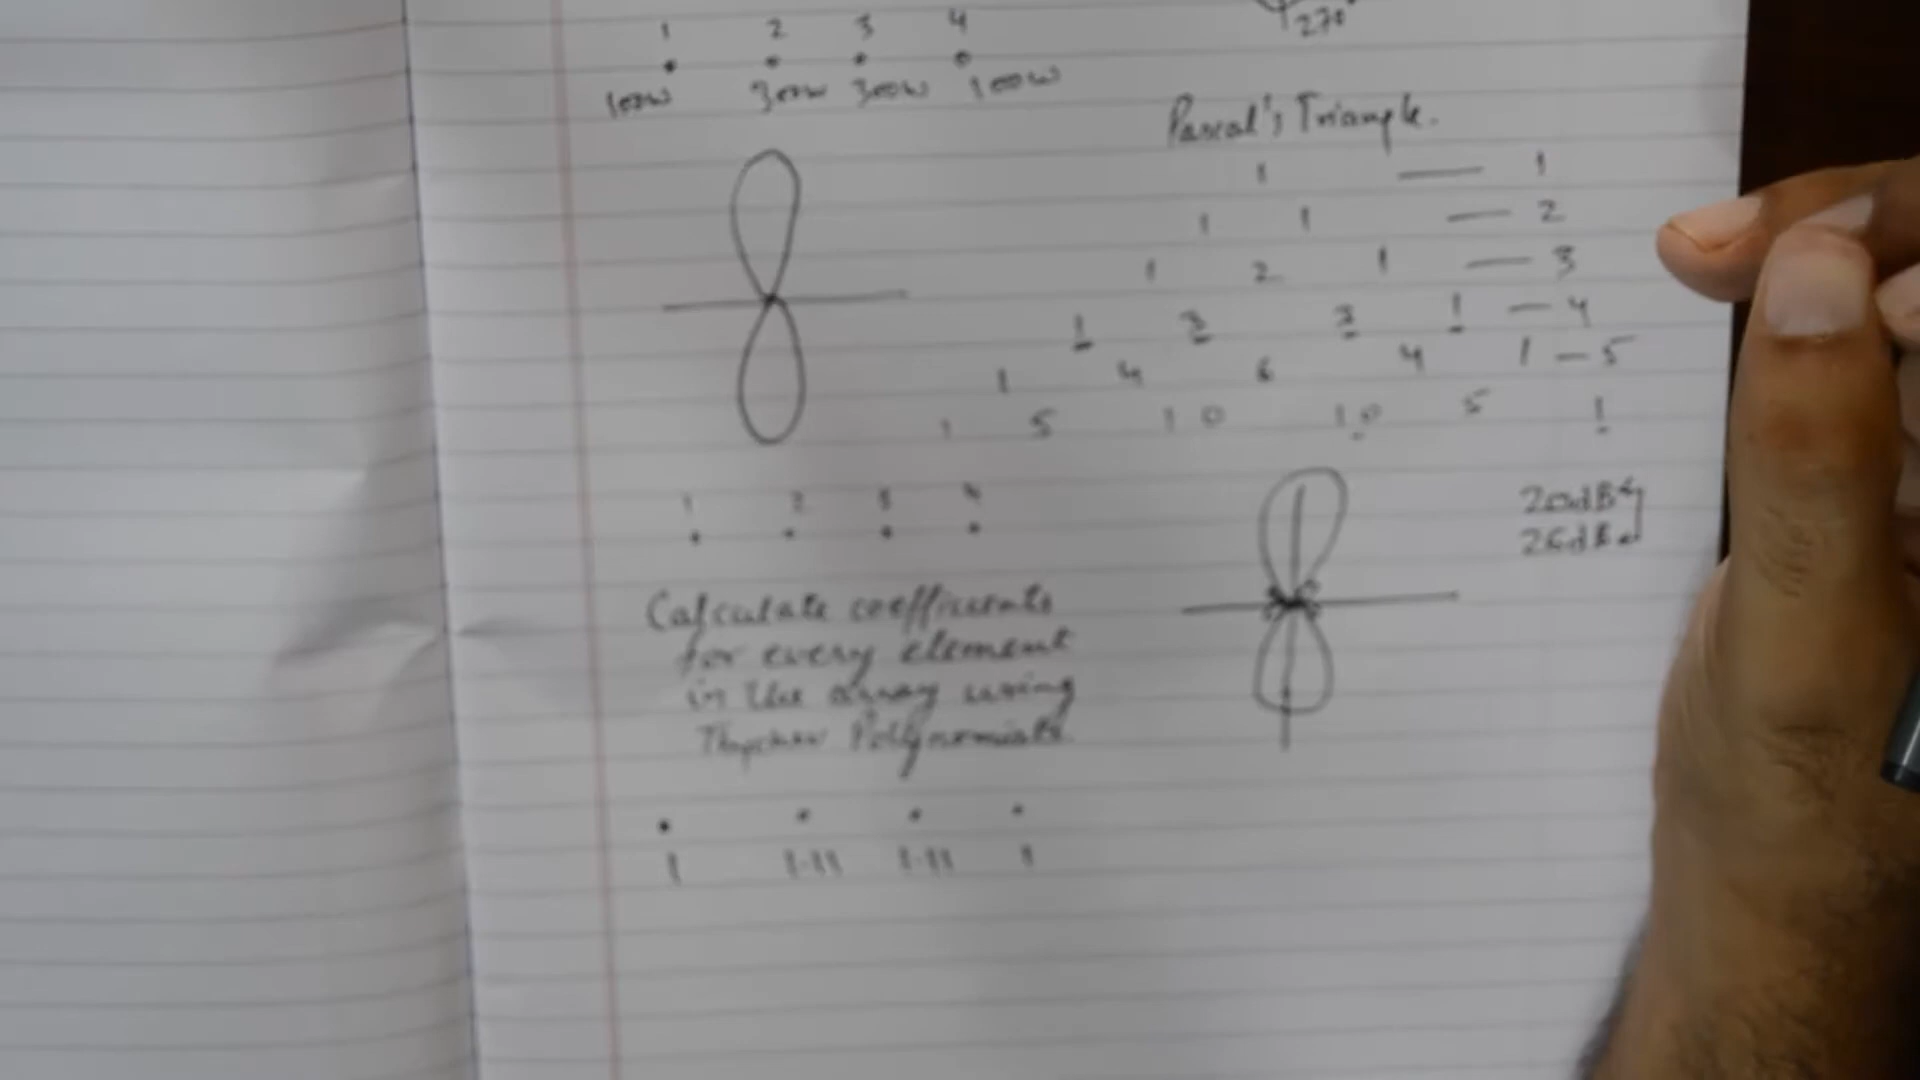 1 2 3 4
270
100w 300w 300w 100w
Pascal's Triangle.
1 — 1
1 1 — 2
1 2 1 — 3
1 3 3 1 — 4
1 4 6 4 1 — 5
1 5 10 10 5 1
1 2 3 4
20dB
26dB
Calculate coefficients
for every element
in the array using
Polynomials
1 1.11 1.11 1